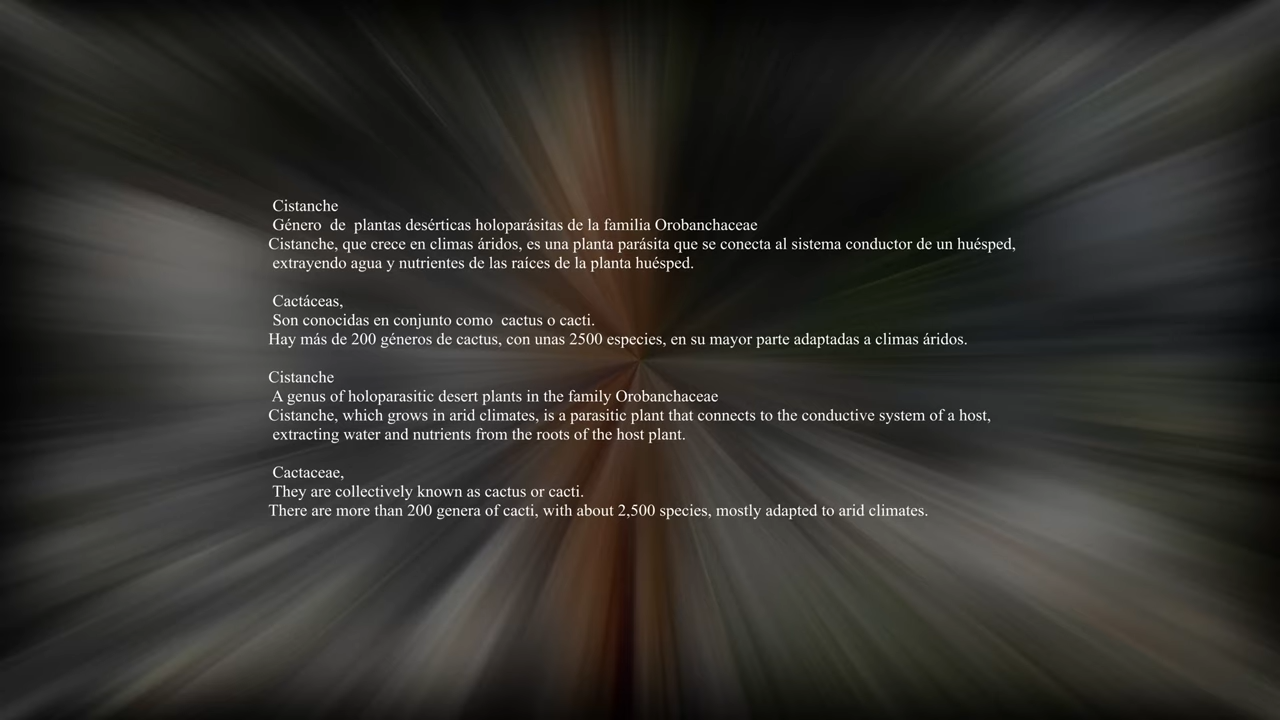 Cistanche
Género de plantas desérticas holoparásitas de la familia Orobanchaceae
Cistanche, que crece en climas áridos, es una planta parásita que se conecta al sistema conductor de un huésped,
extrayendo agua y nutrientes de las raíces de la planta huésped.
Cactáceas,
Son conocidas en conjunto como cactus o cacti.
Hay más de 200 géneros de cactus, con unas 2500 especies, en su mayor parte adaptadas a climas áridos.
Cistanche
A genus of holoparasitic desert plants in the family Orobanchaceae
Cistanche, which grows in arid climates, is a parasitic plant that connects to the conductive system of a host,
extracting water and nutrients from the roots of the host plant.
Cactaceae,
They are collectively known as cactus or cacti.
There are more than 200 genera of cacti, with about 2,500 species, mostly adapted to arid climates.